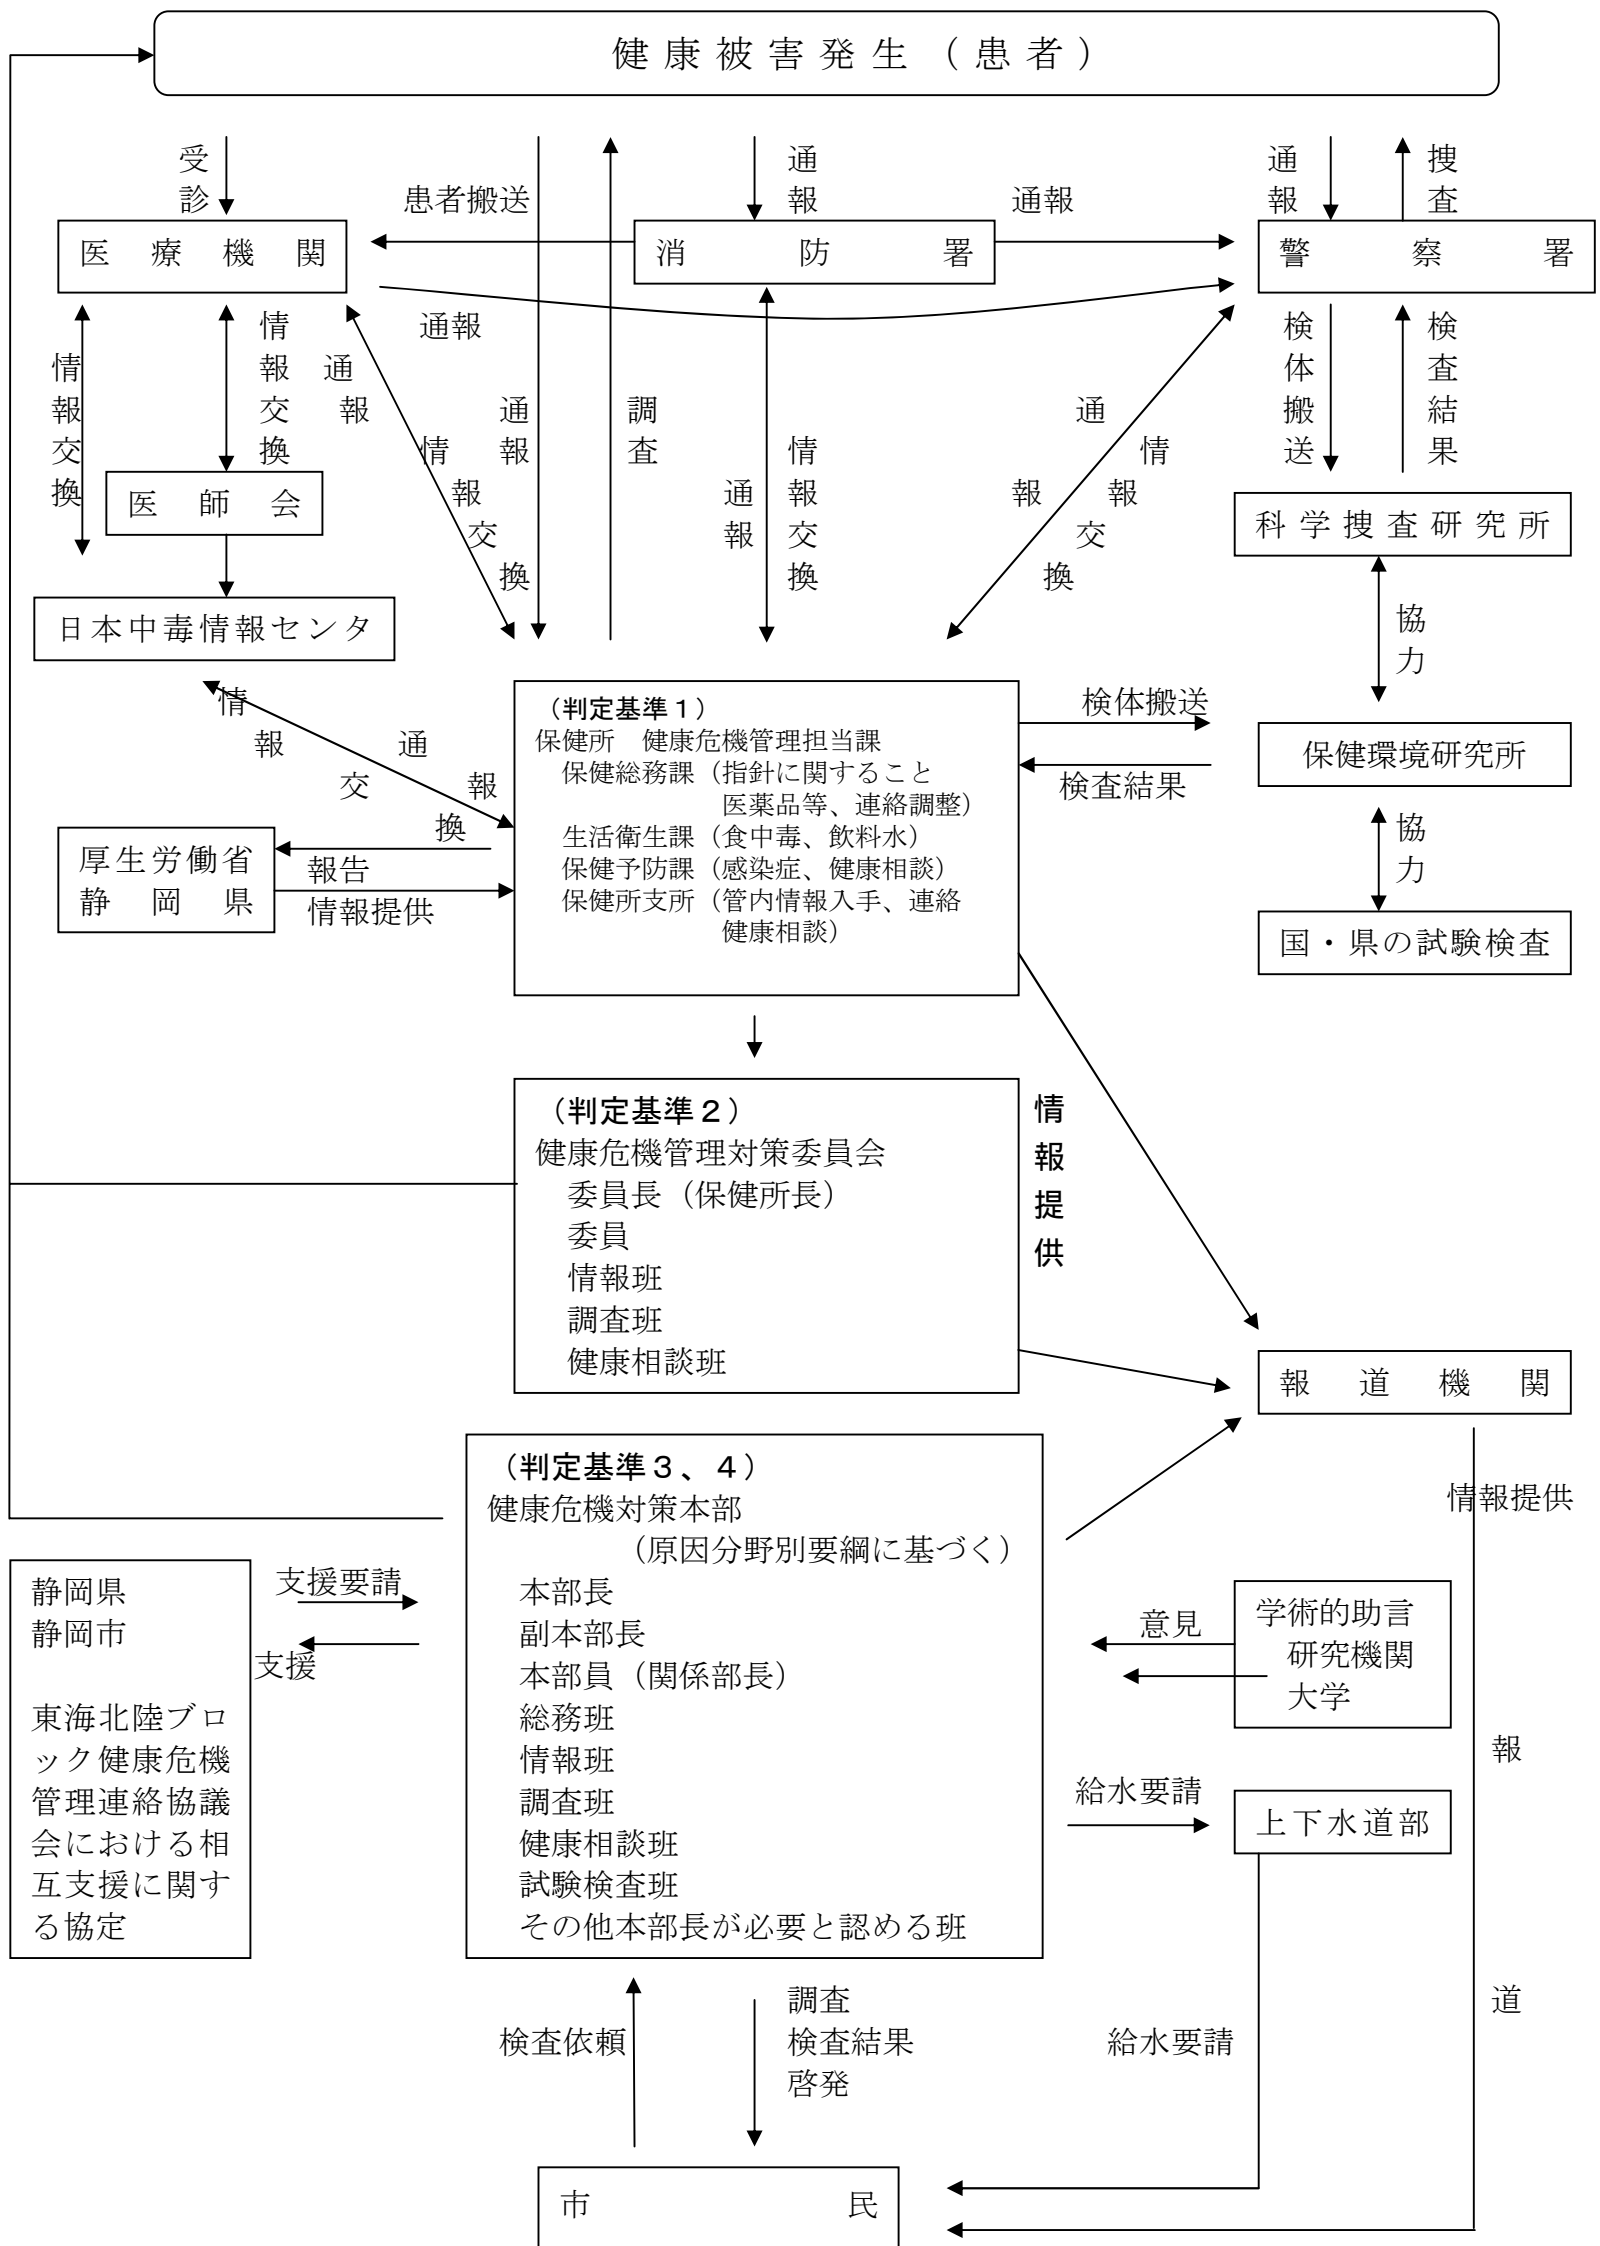 健康被害発生（患者）
受診
患者搬送
通報
通報
通報
捜査
医療機関
消防署
警察署
情報交換
情報交換
通報
情報交換
通報
通報
調査
通報
情報交換
通報
情報交換
検体搬送
検査結果
医師会
科学捜査研究所
日本中毒情報センタ
協力
情報交換
通報
（判定基準１）
保健所　健康危機管理担当課
保健総務課（指針に関すること
医薬品等、連絡調整）
生活衛生課（食中毒、飲料水）
保健予防課（感染症、健康相談）
保健所支所（管内情報入手、連絡
健康相談）
検体搬送
検査結果
保健環境研究所
協力
国・県の試験検査
厚生労働省
静岡県
報告
情報提供
（判定基準２）
健康危機管理対策委員会
委員長（保健所長）
委員
情報班
調査班
健康相談班
情報提供
報道機関
（判定基準３、４）
健康危機対策本部
（原因分野別要綱に基づく）
本部長
副本部長
本部員（関係部長）
総務班
情報班
調査班
健康相談班
試験検査班
その他本部長が必要と認める班
情報提供
静岡県
静岡市
東海北陸ブロ
ック健康危機
管理連絡協議
会における相
互支援に関す
る協定
支援要請
支援
意見
学術的助言
研究機関
大学
給水要請
上下水道部
報道
検査依頼
調査
検査結果
啓発
給水要請
市民